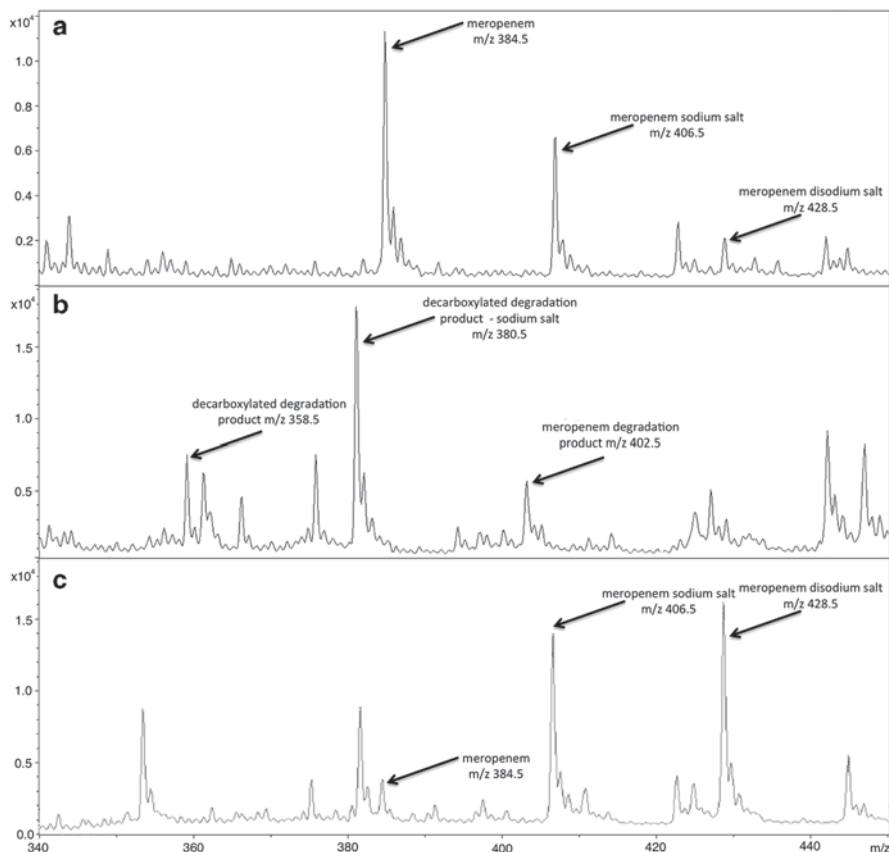 a
x10⁴
1.0
0.8
0.6
0.4
0.2
meropenem
m/z 384.5
meropenem sodium salt
m/z 406.5
meropenem disodium salt
m/z 428.5
b
x10⁴
1.5
1.0
0.5
decarboxylated degradation
product - sodium salt
m/z 380.5
decarboxylated degradation
product m/z 358.5
meropenem degradation
product m/z 402.5
c
x10⁴
1.5
1.0
0.5
0.0
meropenem sodium salt
m/z 406.5
meropenem disodium salt
m/z 428.5
meropenem
m/z 384.5
340
360
380
400
420
440
m/z